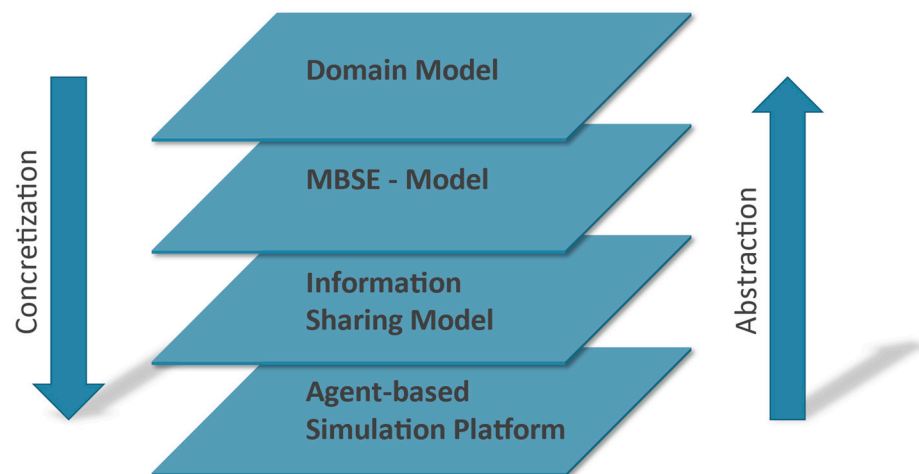 Domain Model
MBSE - Model
Information
Sharing Model
Agent-based
Simulation Platform
Concretization
Abstraction